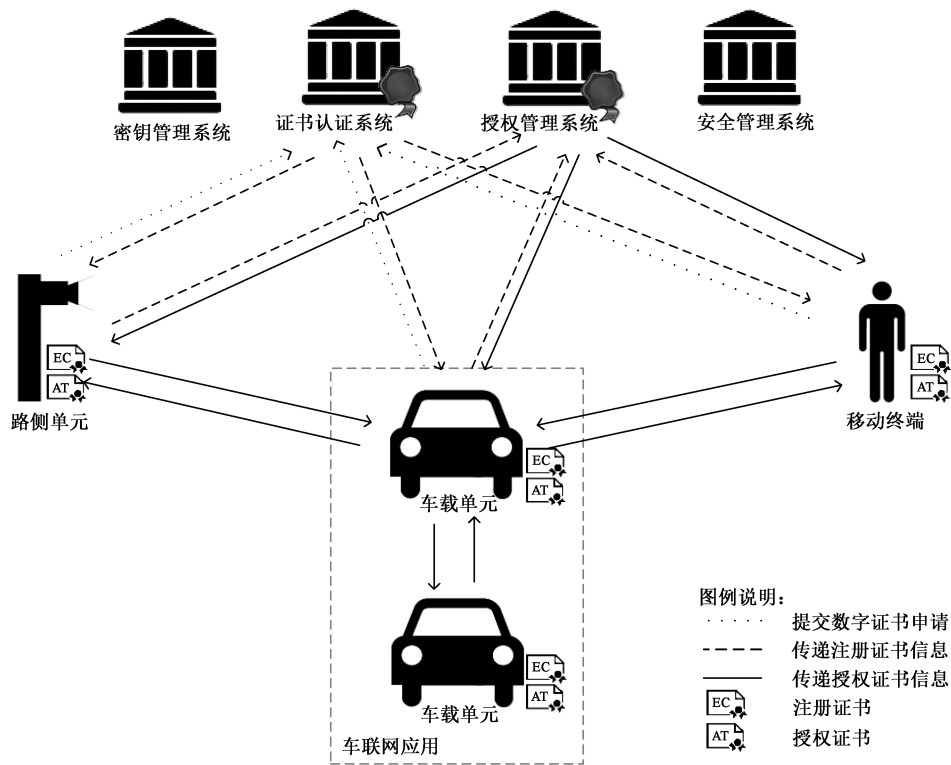 密钥管理系统
证书认证系统
授权管理系统
安全管理系统
EC
AT
路侧单元
EC
AT
移动终端
EC
AT
车载单元
EC
AT
车载单元
车联网应用
图例说明：
提交数字证书申请
传递注册证书信息
传递授权证书信息
EC
注册证书
AT
授权证书